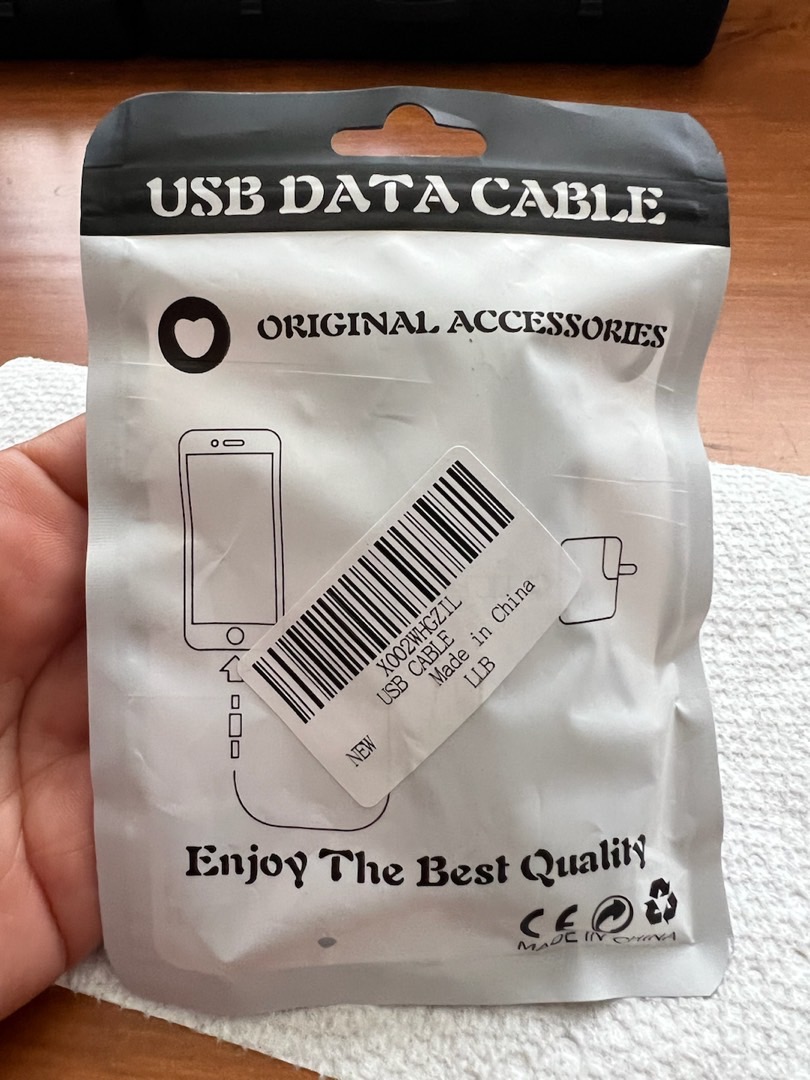 USB DATA CABLE
ORIGINAL ACCESSORIES
X002WHGZIL
USB CABLE
Made in China
LLB
NEW
Enjoy The Best Quality
CE
MADE IN CHINA